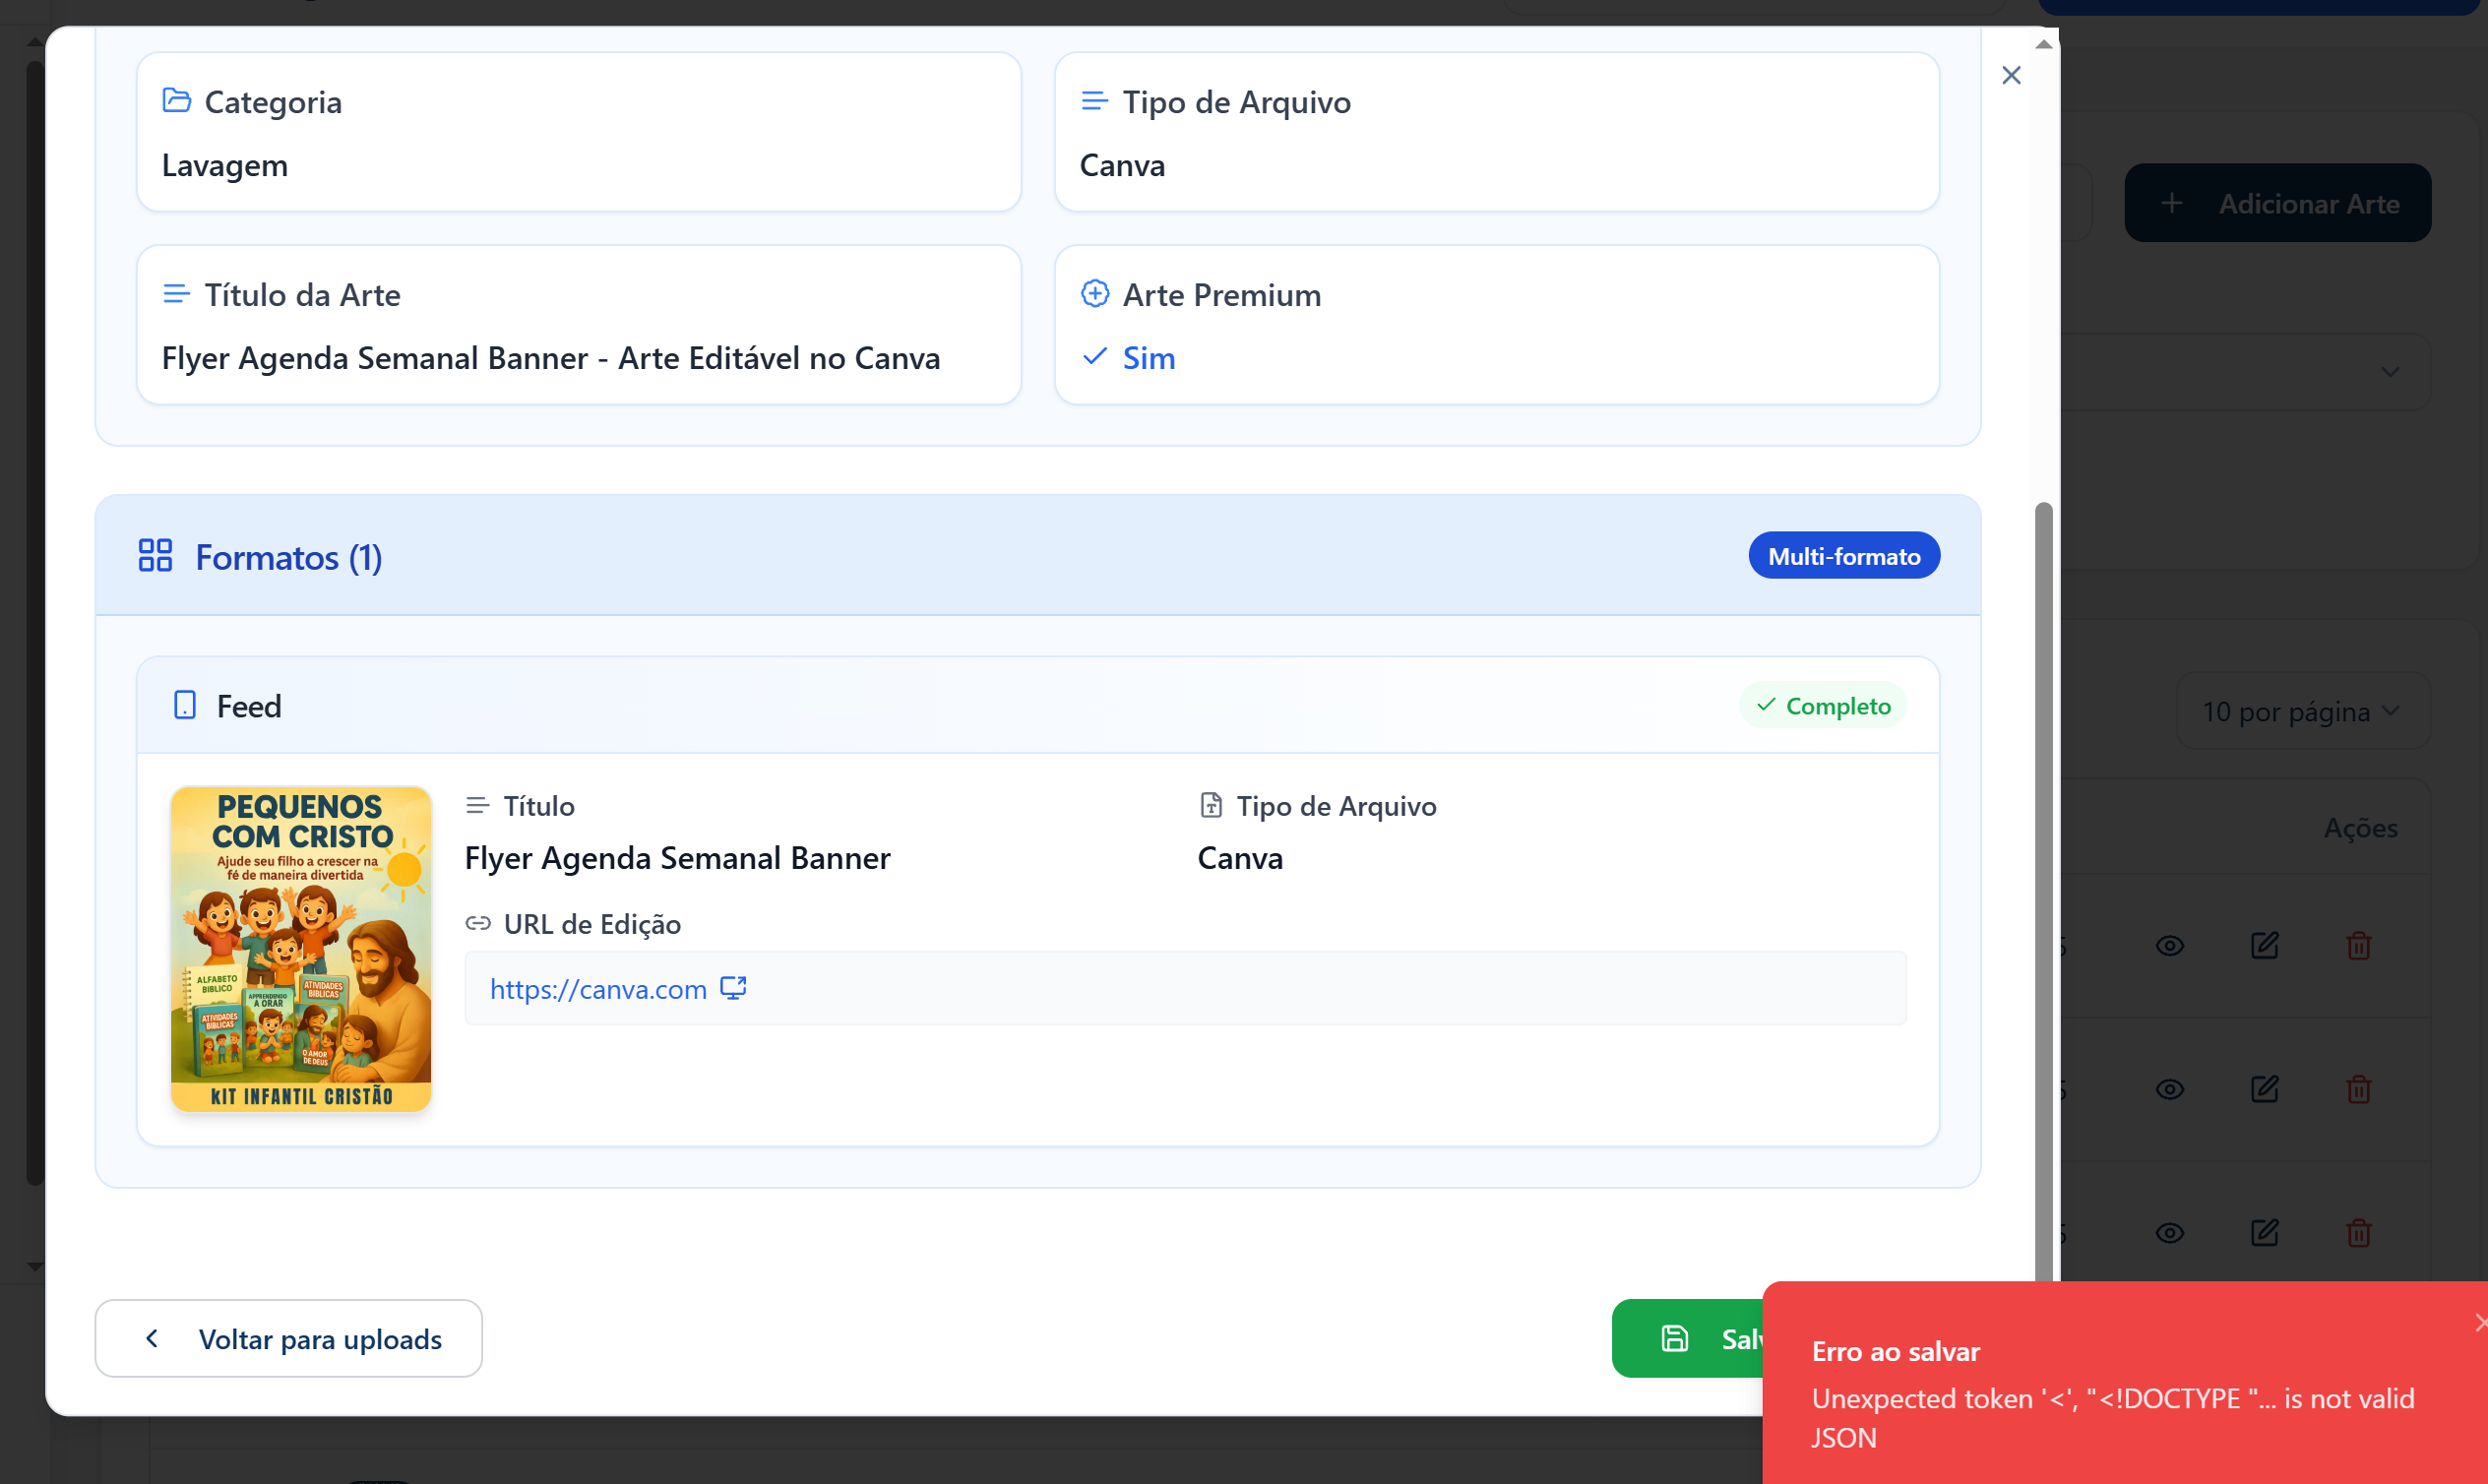 Categoria
Lavagem
Tipo de Arquivo
Canva
Adicionar Arte
Título da Arte
Flyer Agenda Semanal Banner - Arte Editável no Canva
Arte Premium
Sim
Formatos (1)
Multi-formato
Feed
Completo
10 por página
PEQUENOS
COM CRISTO
Ajude seu filho a crescer na
fé de maneira divertida
ALFABETO
BIBLICO
APRENDENDO
A ORAR
ATIVIDADES
BIBLICAS
ATIVIDADES
BIBLICAS
O AMOR
DE DEUS
KIT INFANTIL CRISTÃO
Título
Flyer Agenda Semanal Banner
Tipo de Arquivo
Canva
URL de Edição
https://canva.com
Ações
Voltar para uploads
Erro ao salvar
Unexpected token '<', "<!DOCTYPE "... is not valid
JSON